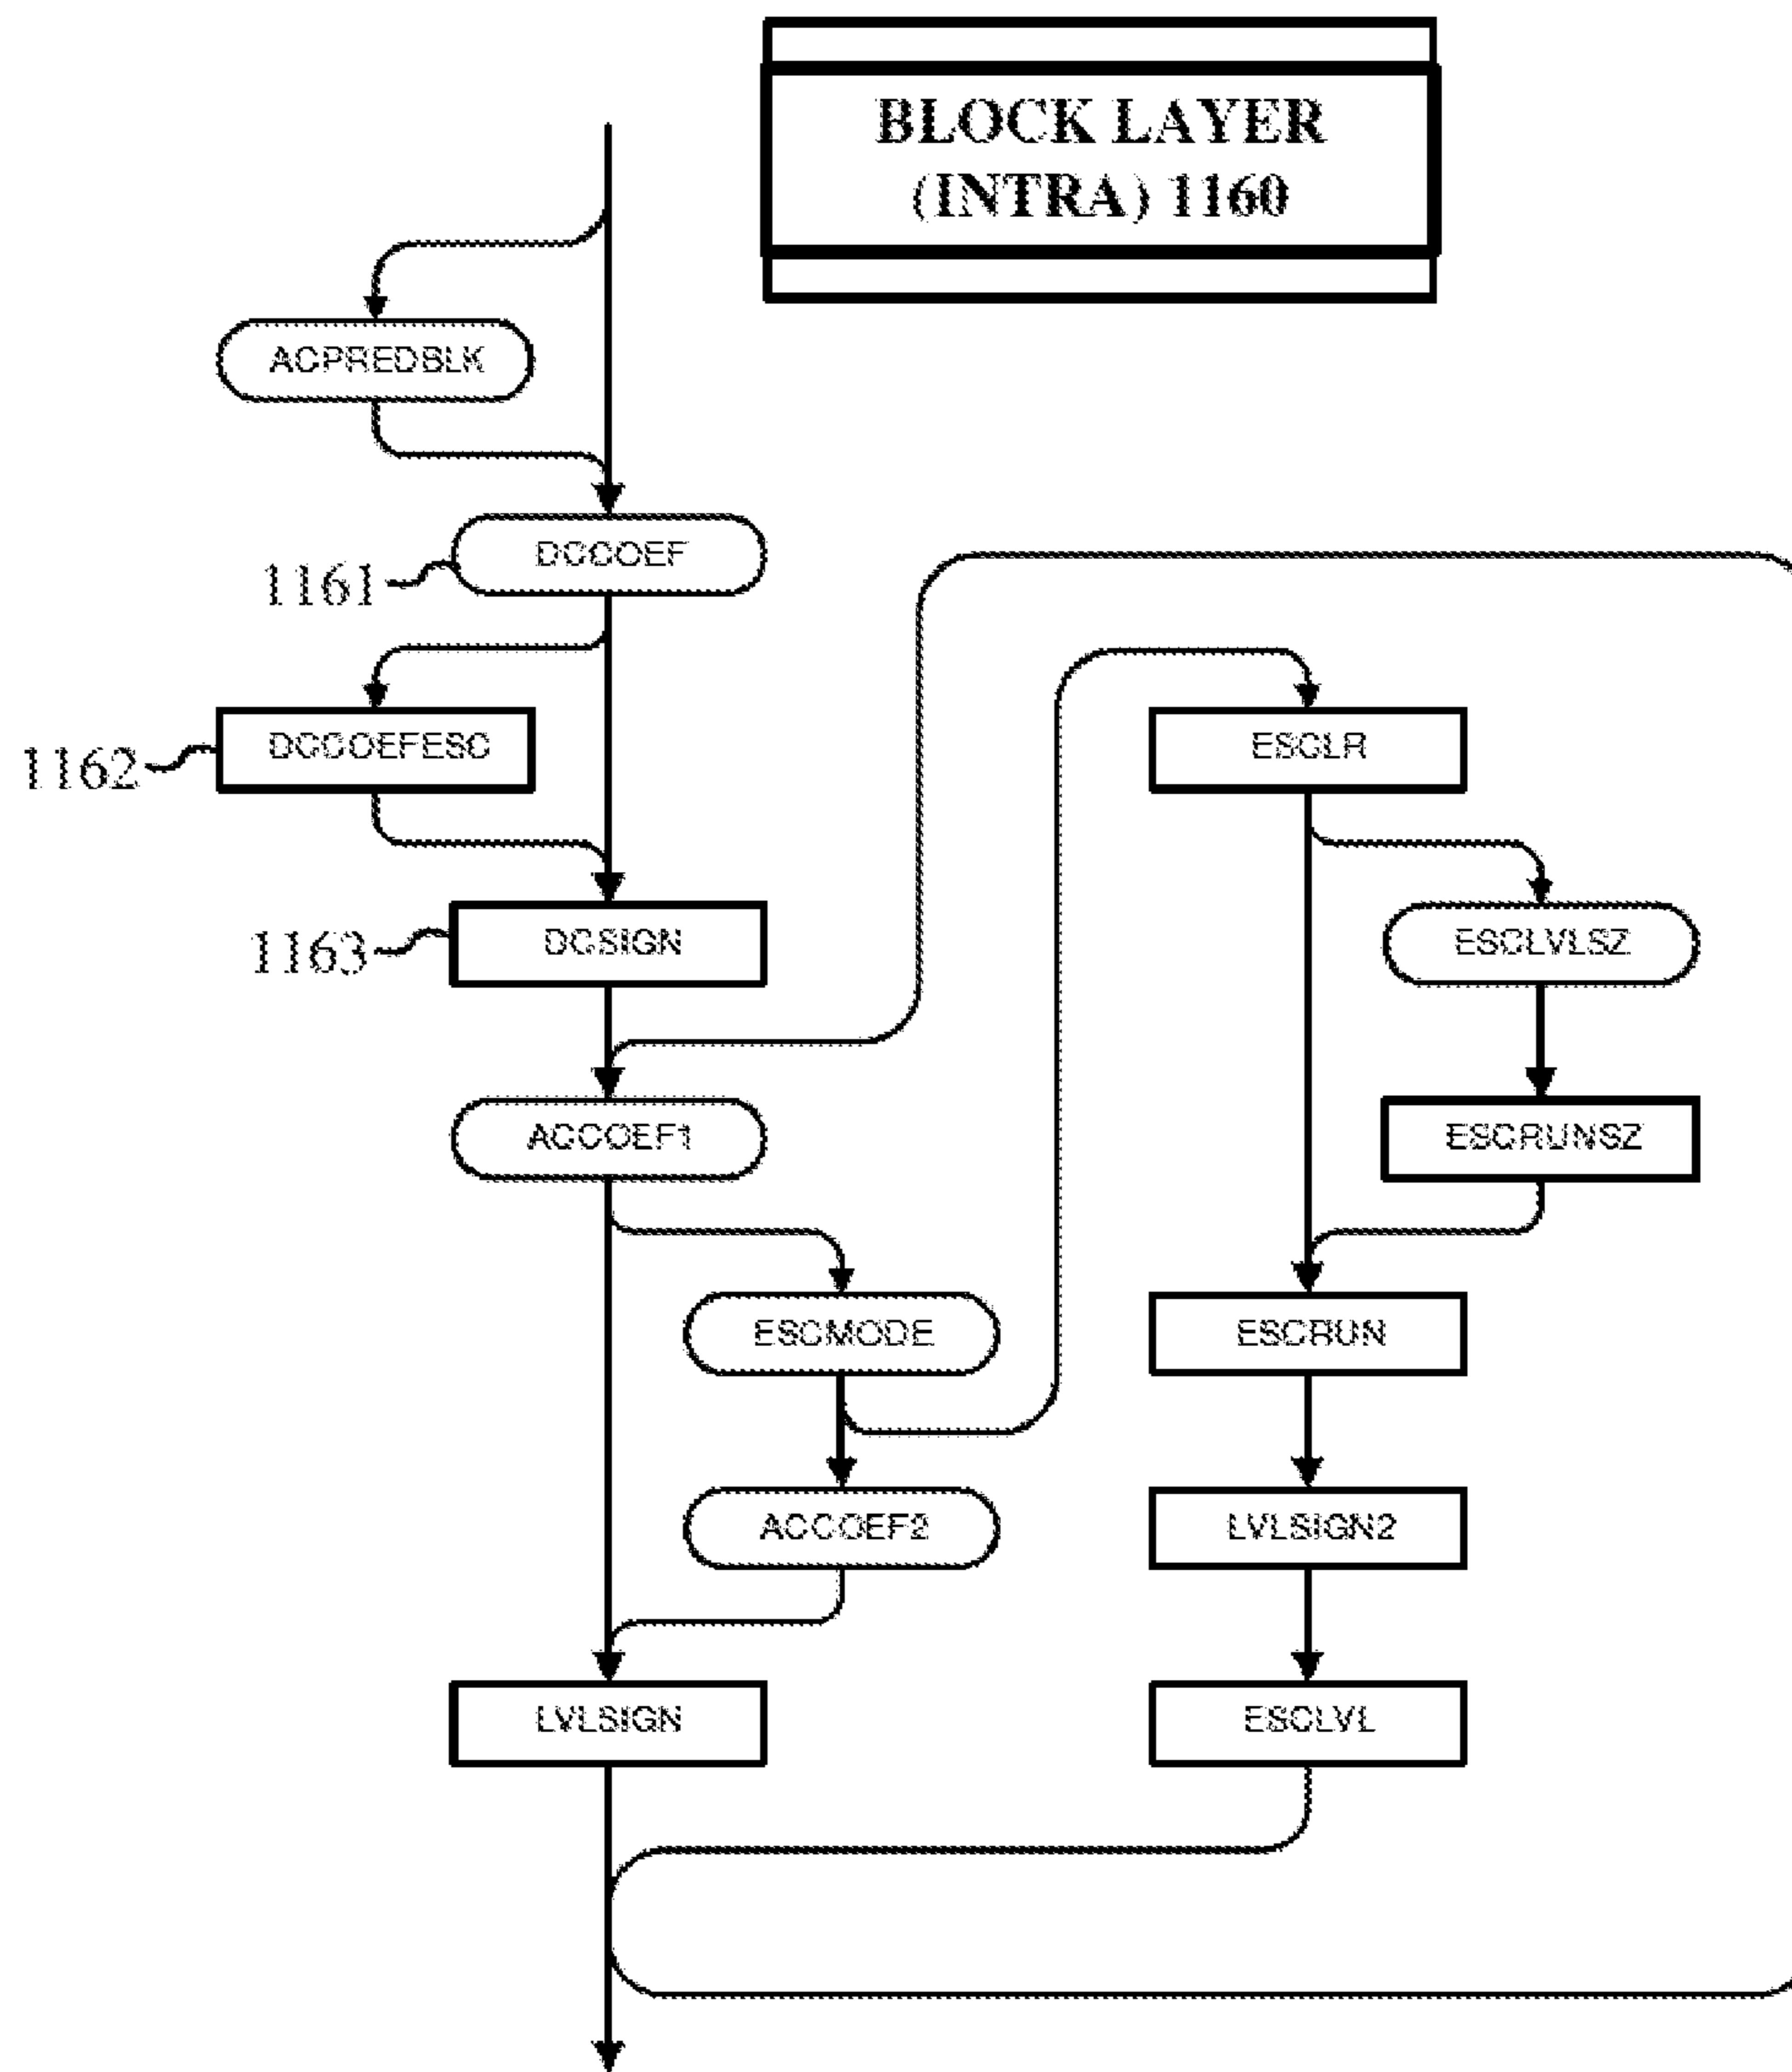 BLOCK LAYER
(INTRA) 1160
ACPREDBLK
DCCOEF
1161
ESCLR
DCCOEFESC
1162
ESCLVLSZ
DCSIGN
1163
ACCOEF1
ESCRUNSZ
ESCMODE
ESCRUN
ACCOEF2
LVLSIGN2
LVLSIGN
ESCLVL